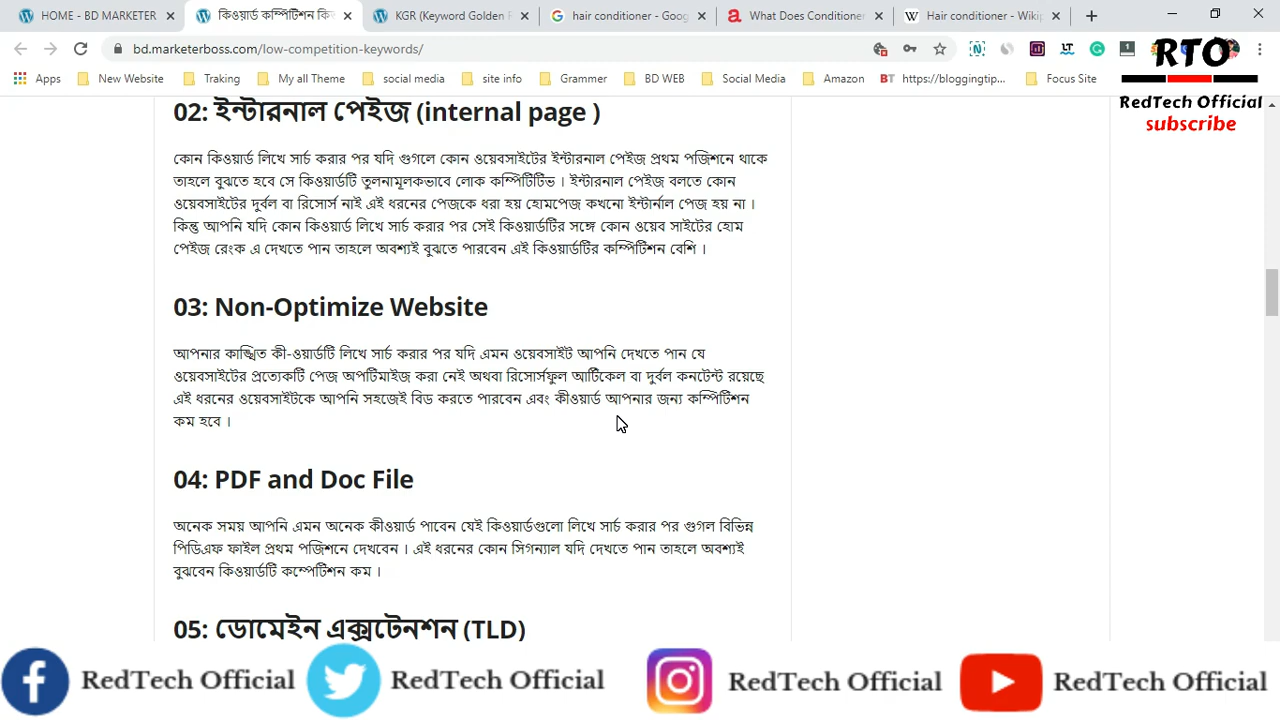 HOME - BD MARKETER
কিওয়ার্ড কম্পিটিশন কি
KGR (Keyword Golden R
hair conditioner - Goog
What Does Conditioner
Hair conditioner - Wikip
bd.marketerboss.com/low-competition-keywords/
Apps
New Website
Traking
My all Theme
social media
site info
Grammer
BD WEB
Social Media
Amazon
BT https://bloggingtip...
Focus Site
RTO
RedTech Official
subscribe
02: ইন্টারনাল পেইজ (internal page )
কোন কিওয়ার্ড লিখে সার্চ করার পর যদি গুগলে কোন ওয়েবসাইটের ইন্টারনাল পেইজ প্রথম পজিশনে থাকে
তাহলে বুঝতে হবে সে কিওয়ার্ডটি তুলনামূলকভাবে লোক কম্পিটিটিভ । ইন্টারনাল পেইজ বলতে কোন
ওয়েবসাইটের দুর্বল বা রিসোর্স নাই এই ধরনের পেজকে ধরা হয় হোমপেজ কখনো ইন্টার্নাল পেজ হয় না ।
কিন্তু আপনি যদি কোন কিওয়ার্ড লিখে সার্চ করার পর সেই কিওয়ার্ডটির সঙ্গে কোন ওয়েব সাইটের হোম
পেইজ রেংক এ দেখতে পান তাহলে অবশ্যই বুঝতে পারবেন এই কিওয়ার্ডটির কম্পিটিশন বেশি ।
03: Non-Optimize Website
আপনার কাঙ্খিত কী-ওয়ার্ডটি লিখে সার্চ করার পর যদি এমন ওয়েবসাইট আপনি দেখতে পান যে
ওয়েবসাইটের প্রত্যেকটি পেজ অপটিমাইজ করা নেই অথবা রিসোর্সফুল আর্টিকেল বা দুর্বল কনটেন্ট রয়েছে
এই ধরনের ওয়েবসাইটকে আপনি সহজেই বিড করতে পারবেন এবং কীওয়ার্ড আপনার জন্য কম্পিটিশন
কম হবে ।
04: PDF and Doc File
অনেক সময় আপনি এমন অনেক কীওয়ার্ড পাবেন যেই কিওয়ার্ডগুলো লিখে সার্চ করার পর গুগল বিভিন্ন
পিডিএফ ফাইল প্রথম পজিশনে দেখবেন । এই ধরনের কোন সিগন্যাল যদি দেখতে পান তাহলে অবশ্যই
বুঝবেন কিওয়ার্ডটি কম্পেটিশন কম ।
05: ডোমেইন এক্সটেনশন (TLD)
RedTech Official
RedTech Official
RedTech Official
RedTech Official